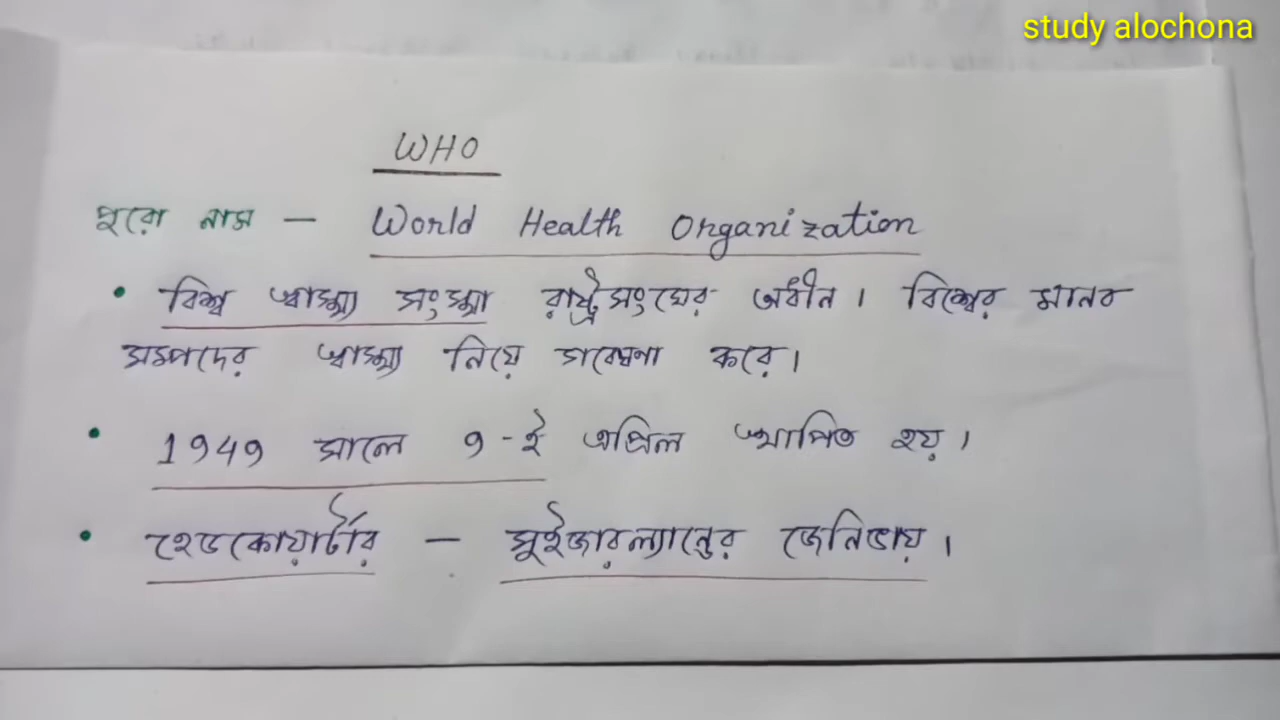 study alochona
WHO
পুরো নাম — World Health Organization
• বিশ্ব স্বাস্থ্য সংস্থা রাষ্ট্রসংঘের অধীন। বিশ্বের মানব
সম্পদের স্বাস্থ্য নিয়ে গবেষণা করে।
• 1949 সালে ৭-ই এপ্রিল স্থাপিত হয়।
• হেডকোয়ার্টার — সুইজারল্যান্ডের জেনিভায়।